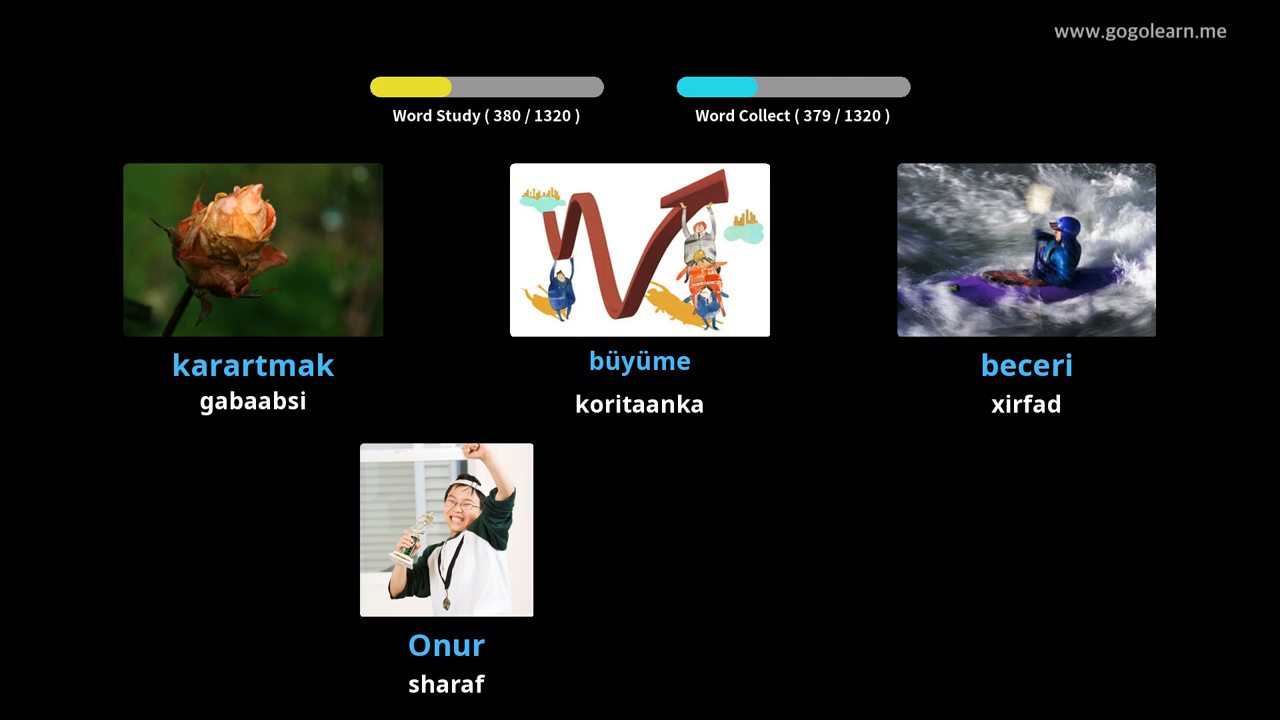 www.gogolearn.me
Word Study ( 380 / 1320 )
Word Collect ( 379 / 1320 )
karartmak
gabaabsi
büyüme
koritaanka
beceri
xirfad
Onur
sharaf